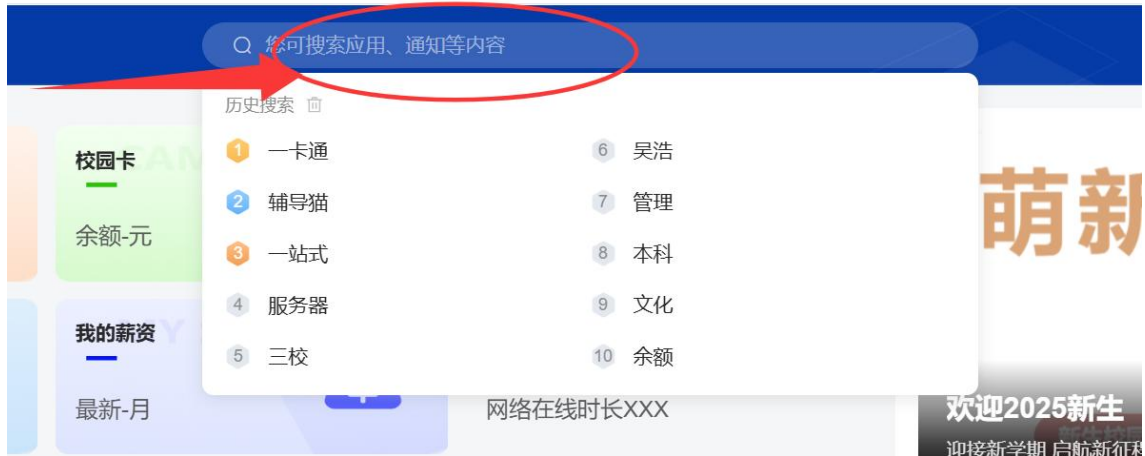 您可搜索应用、通知等内容
历史搜索
1 一卡通
2 辅导猫
3 一站式
4 服务器
5 三校
6 吴浩
7 管理
8 本科
9 文化
10 余额
校园卡
余额-元
我的薪资
最新-月
网络在线时长XXX
萌新
欢迎2025新生
迎接新学期 启航新征程